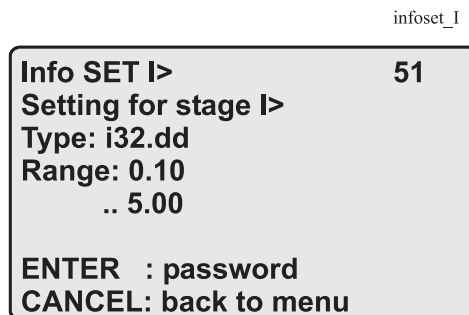 infoset_I
Info SET I> 51
Setting for stage I>
Type: i32.dd
Range: 0.10
.. 5.00
ENTER : password
CANCEL: back to menu